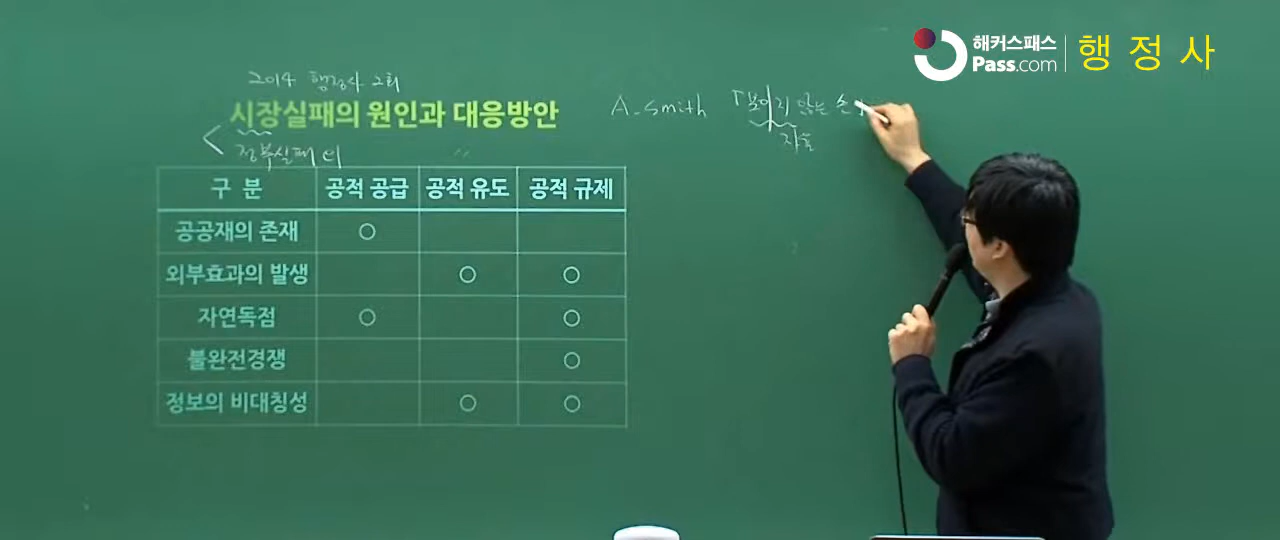 해커스패스
Pass.com
행정사
2014 행정사 2회
시장실패의 원인과 대응방안
A. Smith 「보이지 않는 손
자율
정부실패의
구 분 공적 공급 공적 유도 공적 규제
공공재의 존재 ○
외부효과의 발생 ○ ○
자연독점 ○ ○
불완전경쟁 ○
정보의 비대칭성 ○ ○